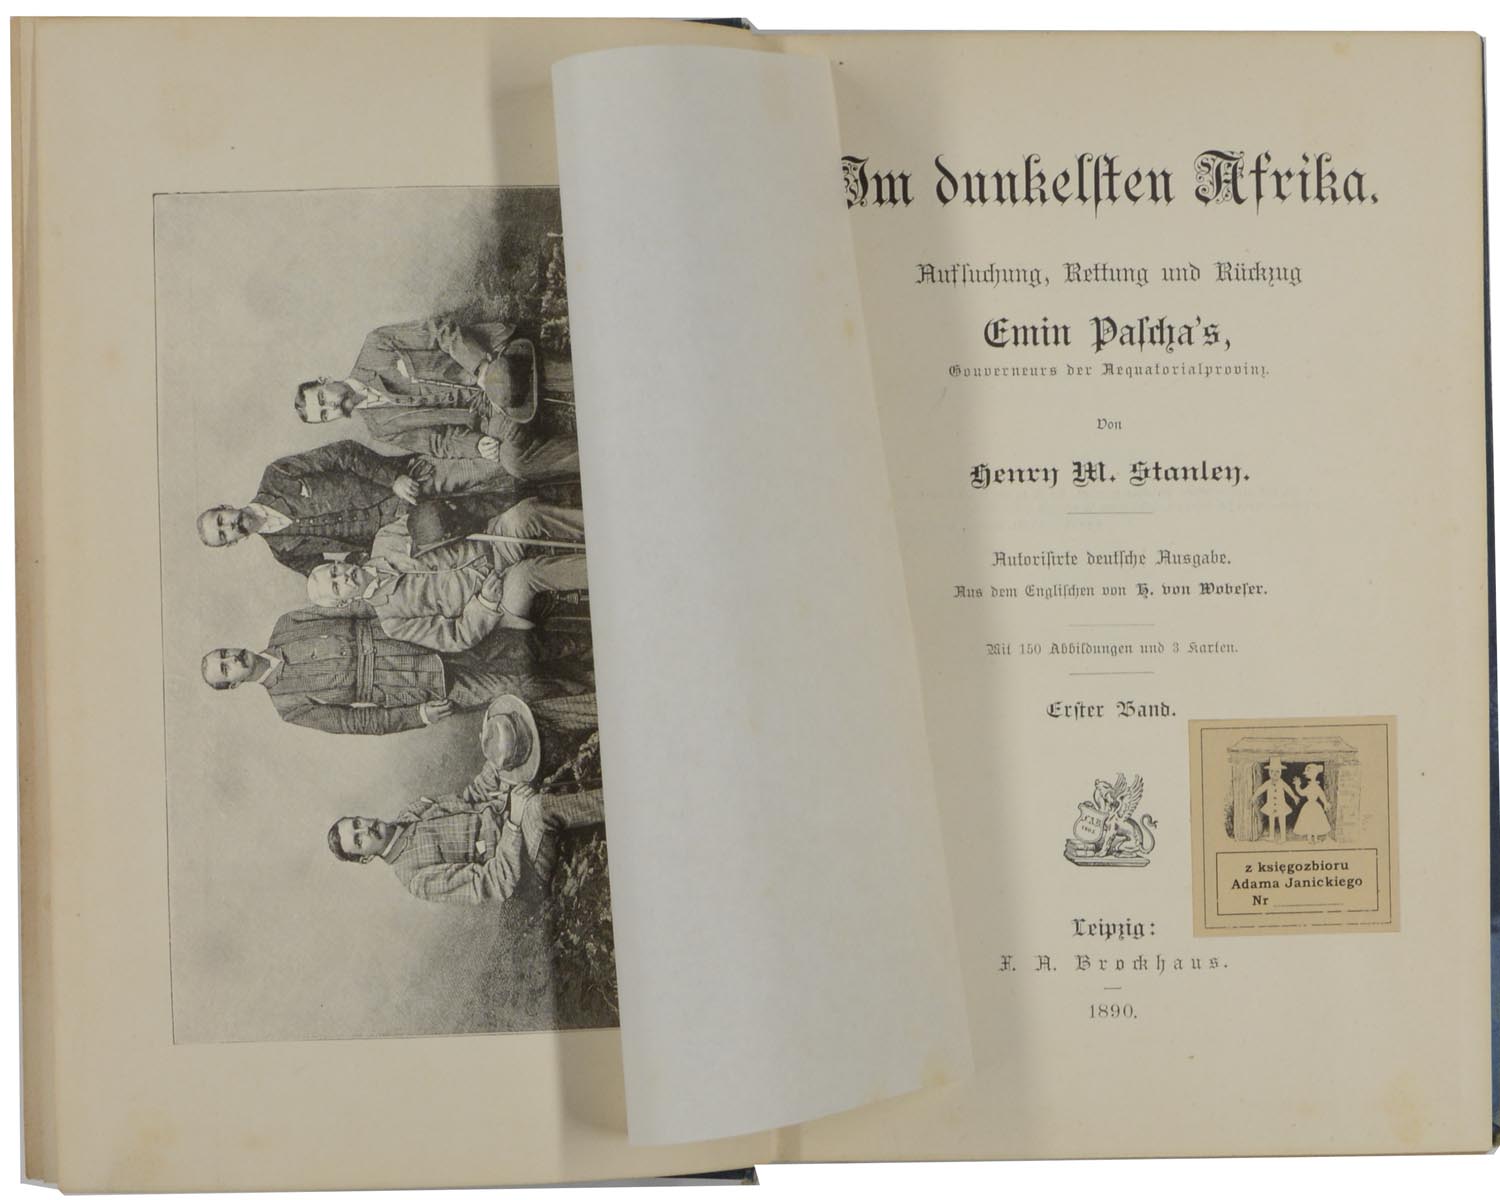 Im dunkelsten Afrika.
Aufsuchung, Rettung und Rückzug
Emin Pascha's,
Gouverneurs der Aequatorialprovinz.
Von
Henry M. Stanley.
Autorisirte deutsche Ausgabe.
Aus dem Englischen von H. von Wobeser.
Mit 150 Abbildungen und 3 Karten.
Erster Band.
F.A.B.
1805
Leipzig:
F. A. Brockhaus.
1890.
z księgozbioru
Adama Janickiego
Nr